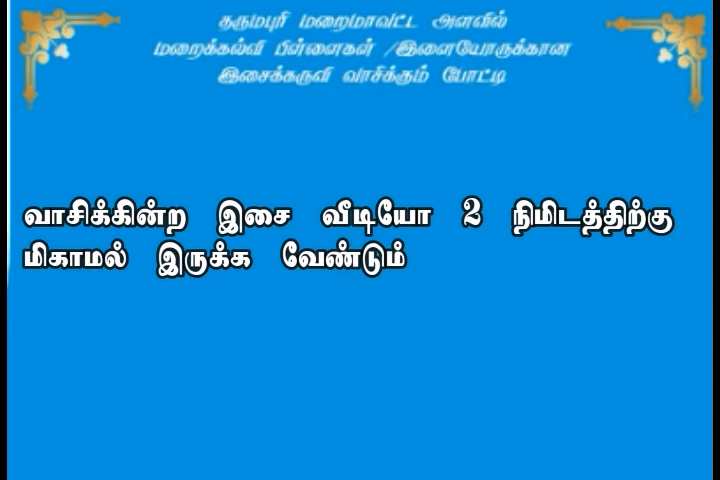 தருமபுரி மறைமாவட்ட அளவில்
மறைக்கல்வி பிள்ளைகள் /இளையோருக்கான
இசைக்கருவி வாசிக்கும் போட்டி
வாசிக்கின்ற இசை வீடியோ 2 நிமிடத்திற்கு
மிகாமல் இருக்க வேண்டும்